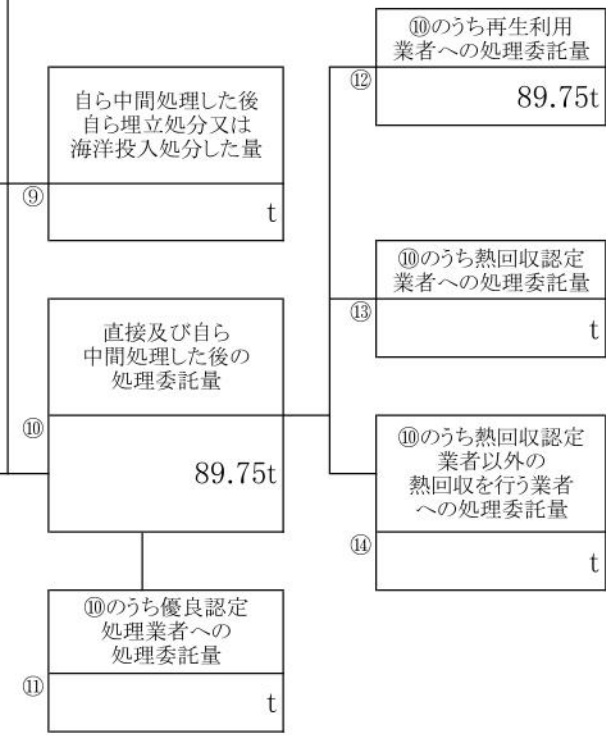 自ら中間処理した後
自ら埋立処分又は
海洋投入処分した量
⑨
t
直接及び自ら
中間処理した後の
処理委託量
⑩
89.75t
⑩のうち優良認定
処理業者への
処理委託量
⑪
t
⑩のうち再生利用
業者への処理委託量
⑫
89.75t
⑩のうち熱回収認定
業者への処理委託量
⑬
t
⑩のうち熱回収認定
業者以外の
熱回収を行う業者
への処理委託量
⑭
t